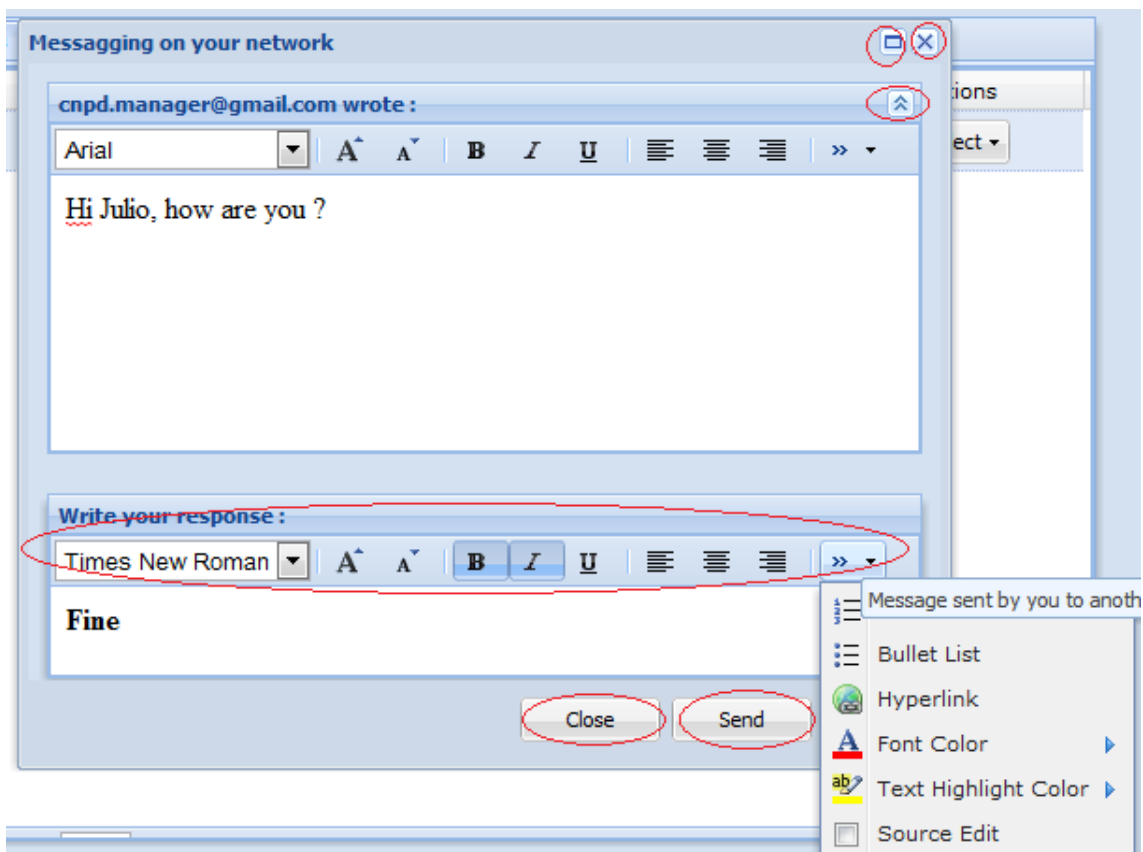 Messagging on your network
cnpd.manager@gmail.com wrote :
ions
Arial A A B I U »
ect
Hi Julio, how are you ?
Write your response :
Times New Roman A A B I U »
Message sent by you to anoth
Fine
Bullet List
Hyperlink
Close Send
Font Color
Text Highlight Color
Source Edit